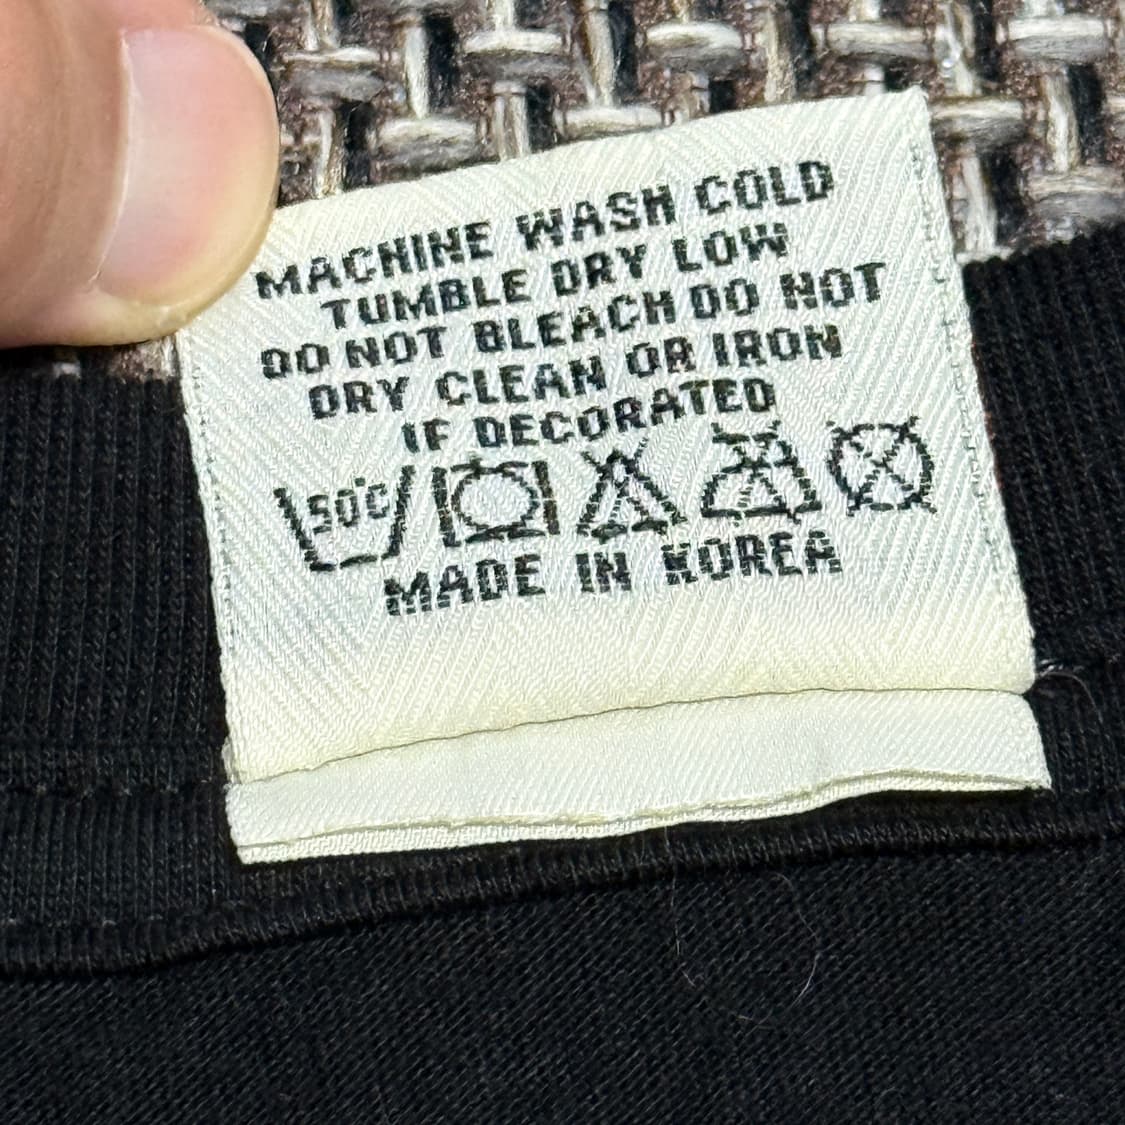 MACHINE WASH COLD
TUMBLE DRY LOW
DO NOT BLEACH DO NOT
DRY CLEAN OR IRON
IF DECORATED
50°C
MADE IN KOREA